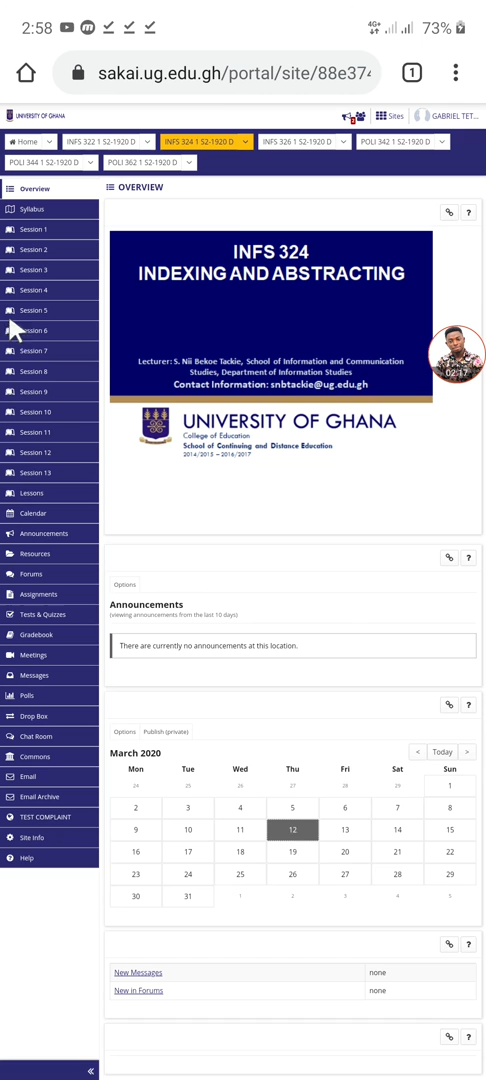 2:58
4G+
73%
sakai.ug.edu.gh/portal/site/88e374
1
UNIVERSITY OF GHANA
Sites
GABRIEL TET...
Home
INFS 322 1 S2-1920 D
INFS 324 1 S2-1920 D
INFS 326 1 S2-1920 D
POLI 342 1 S2-1920 D
POLI 344 1 S2-1920 D
POLI 362 1 S2-1920 D
Overview
Syllabus
Session 1
Session 2
Session 3
Session 4
Session 5
Session 6
Session 7
Session 8
Session 9
Session 10
Session 11
Session 12
Session 13
Lessons
Calendar
Announcements
Resources
Forums
Assignments
Tests & Quizzes
Gradebook
Meetings
Messages
Polls
Drop Box
Chat Room
Commons
Email
Email Archive
TEST COMPLAINT
Site Info
Help
OVERVIEW
?
INFS 324
INDEXING AND ABSTRACTING
Lecturer: S. Nii Bekoe Tackie, School of Information and Communication
Studies, Department of Information Studies
Contact Information: snbtackie@ug.edu.gh
02:17
UNIVERSITY OF GHANA
College of Education
School of Continuing and Distance Education
2014/2015 – 2016/2017
?
Options
Announcements
(viewing announcements from the last 10 days)
There are currently no announcements at this location.
?
Options Publish (private)
March 2020
< Today >
Mon Tue Wed Thu Fri Sat Sun
24 25 26 27 28 29 1
2 3 4 5 6 7 8
9 10 11 12 13 14 15
16 17 18 19 20 21 22
23 24 25 26 27 28 29
30 31 1 2 3 4 5
?
New Messages none
New in Forums none
?
«